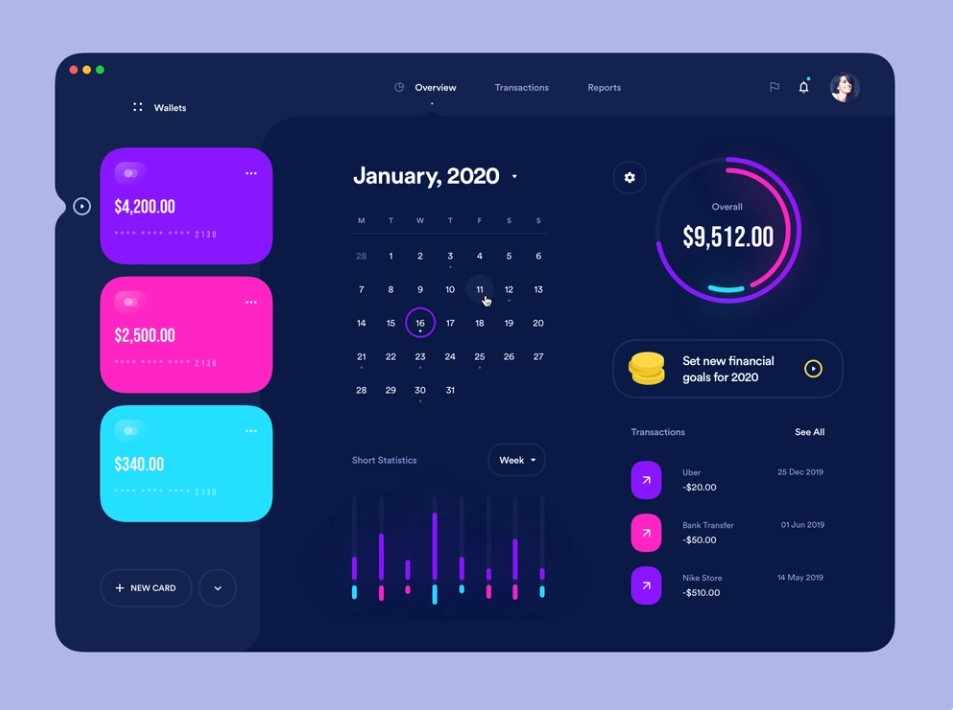 Overview
Transactions
Reports
Wallets
$4,200.00
**** **** **** 2130
$2,500.00
**** **** **** 2130
$340.00
**** **** **** 2130
+ NEW CARD
January, 2020
M T W T F S S
28 1 2 3 4 5 6
7 8 9 10 11 12 13
14 15 16 17 18 19 20
21 22 23 24 25 26 27
28 29 30 31
Short Statistics
Week
Overall
$9,512.00
Set new financial
goals for 2020
Transactions
See All
Uber
25 Dec 2019
-$20.00
Bank Transfer
01 Jun 2019
-$50.00
Nike Store
14 May 2019
-$510.00